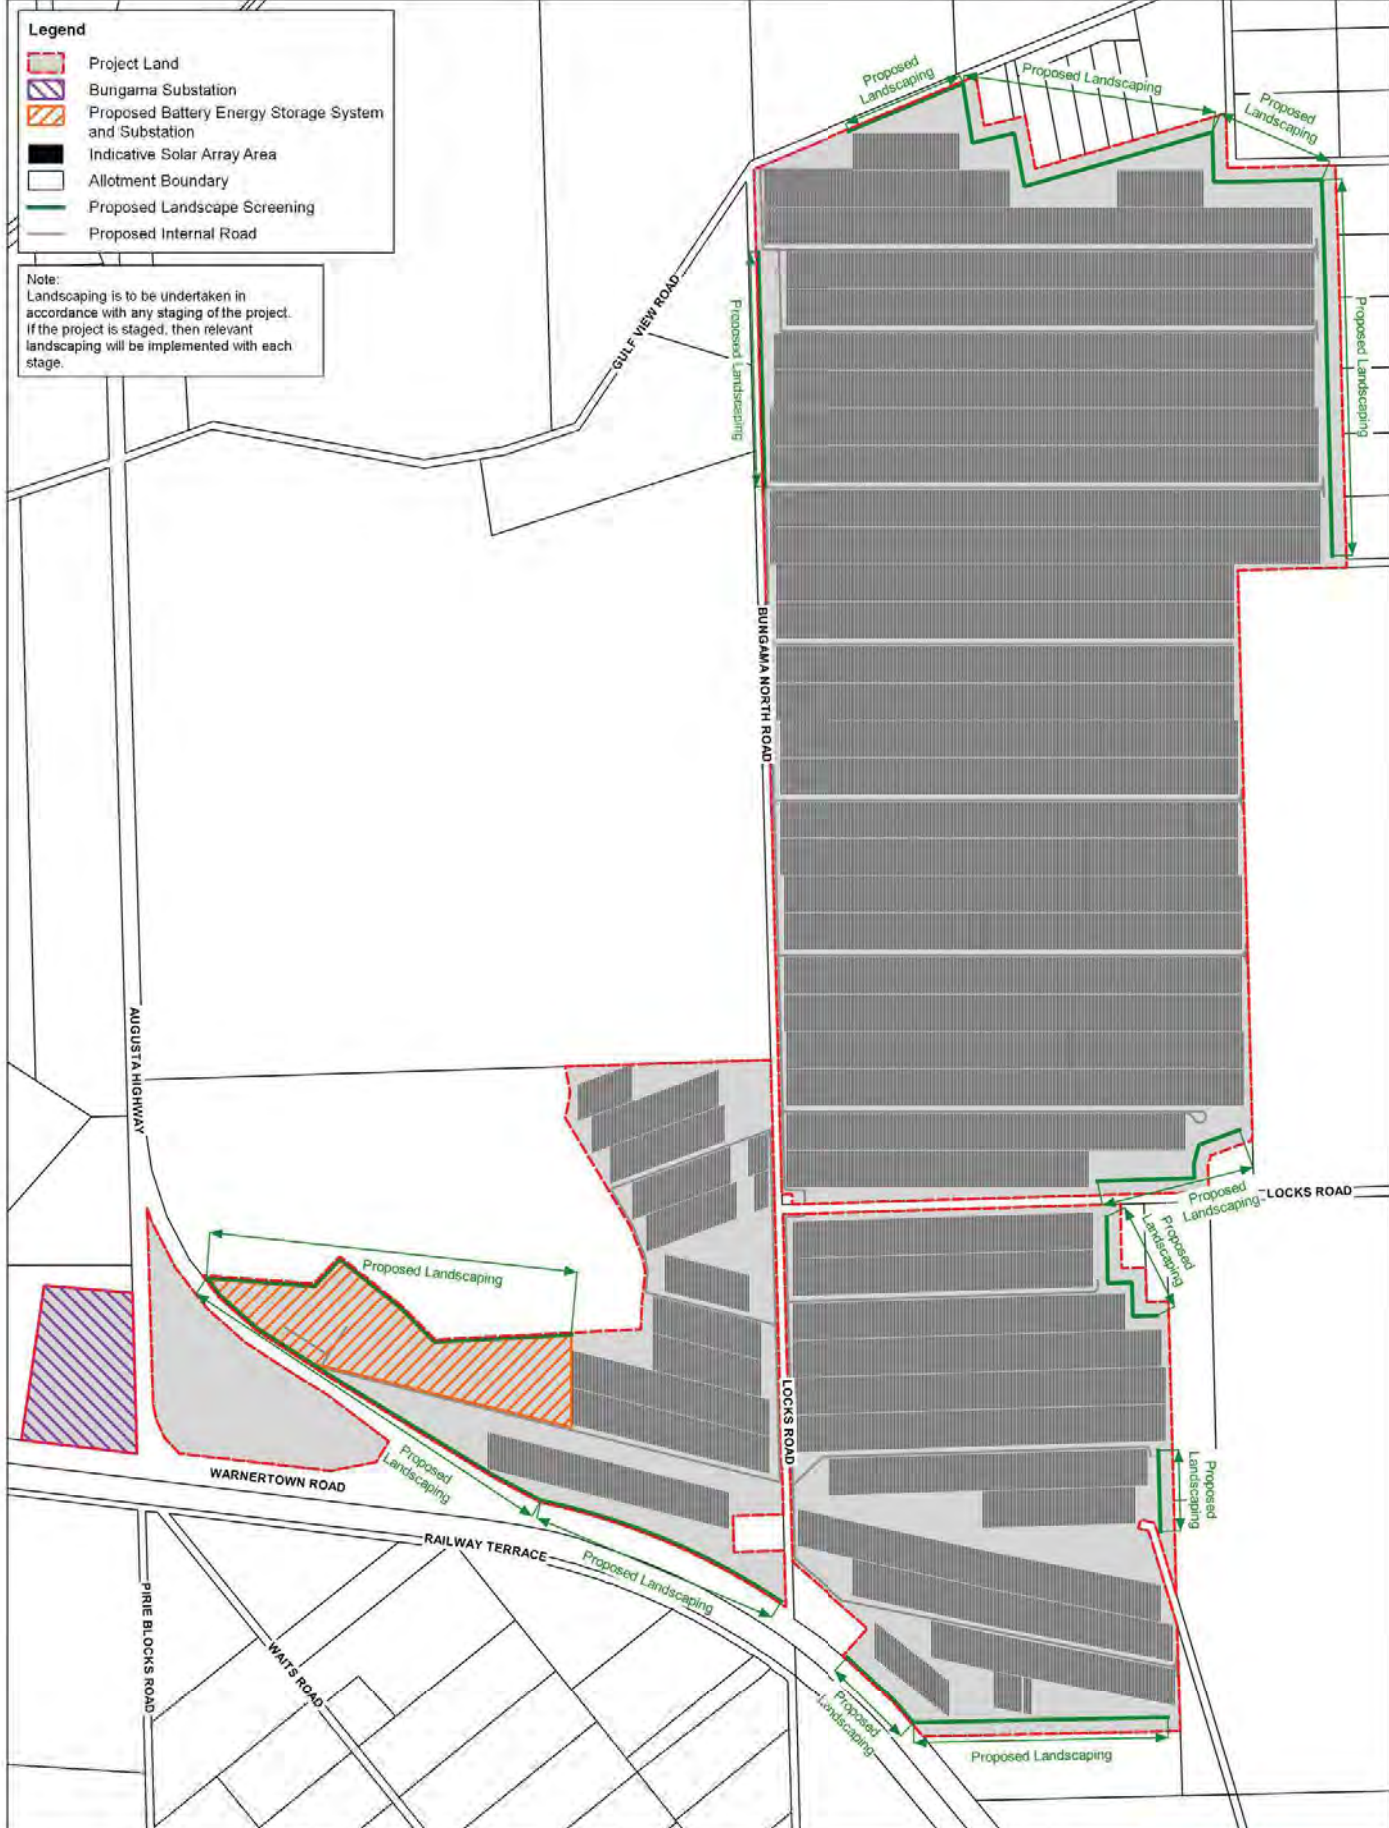 Legend
Project Land
Bungama Substation
Proposed Battery Energy Storage System
and Substation
Indicative Solar Array Area
Allotment Boundary
Proposed Landscape Screening
Proposed Internal Road
Note:
Landscaping is to be undertaken in
accordance with any staging of the project.
If the project is staged, then relevant
landscaping will be implemented with each
stage.
Proposed
Landscaping
Proposed Landscaping
Proposed
Landscaping
GULF VIEW ROAD
Proposed Landscaping
Proposed Landscaping
BUNGAMA NORTH ROAD
AUGUSTA HIGHWAY
Proposed
Landscaping
LOCKS ROAD
Proposed
Landscaping
Proposed Landscaping
LOCKS ROAD
Proposed
Landscaping
Proposed
Landscaping
WARNERTOWN ROAD
RAILWAY TERRACE
Proposed Landscaping
PIRIE BLOCKS ROAD
WAITS ROAD
Proposed
Landscaping
Proposed Landscaping